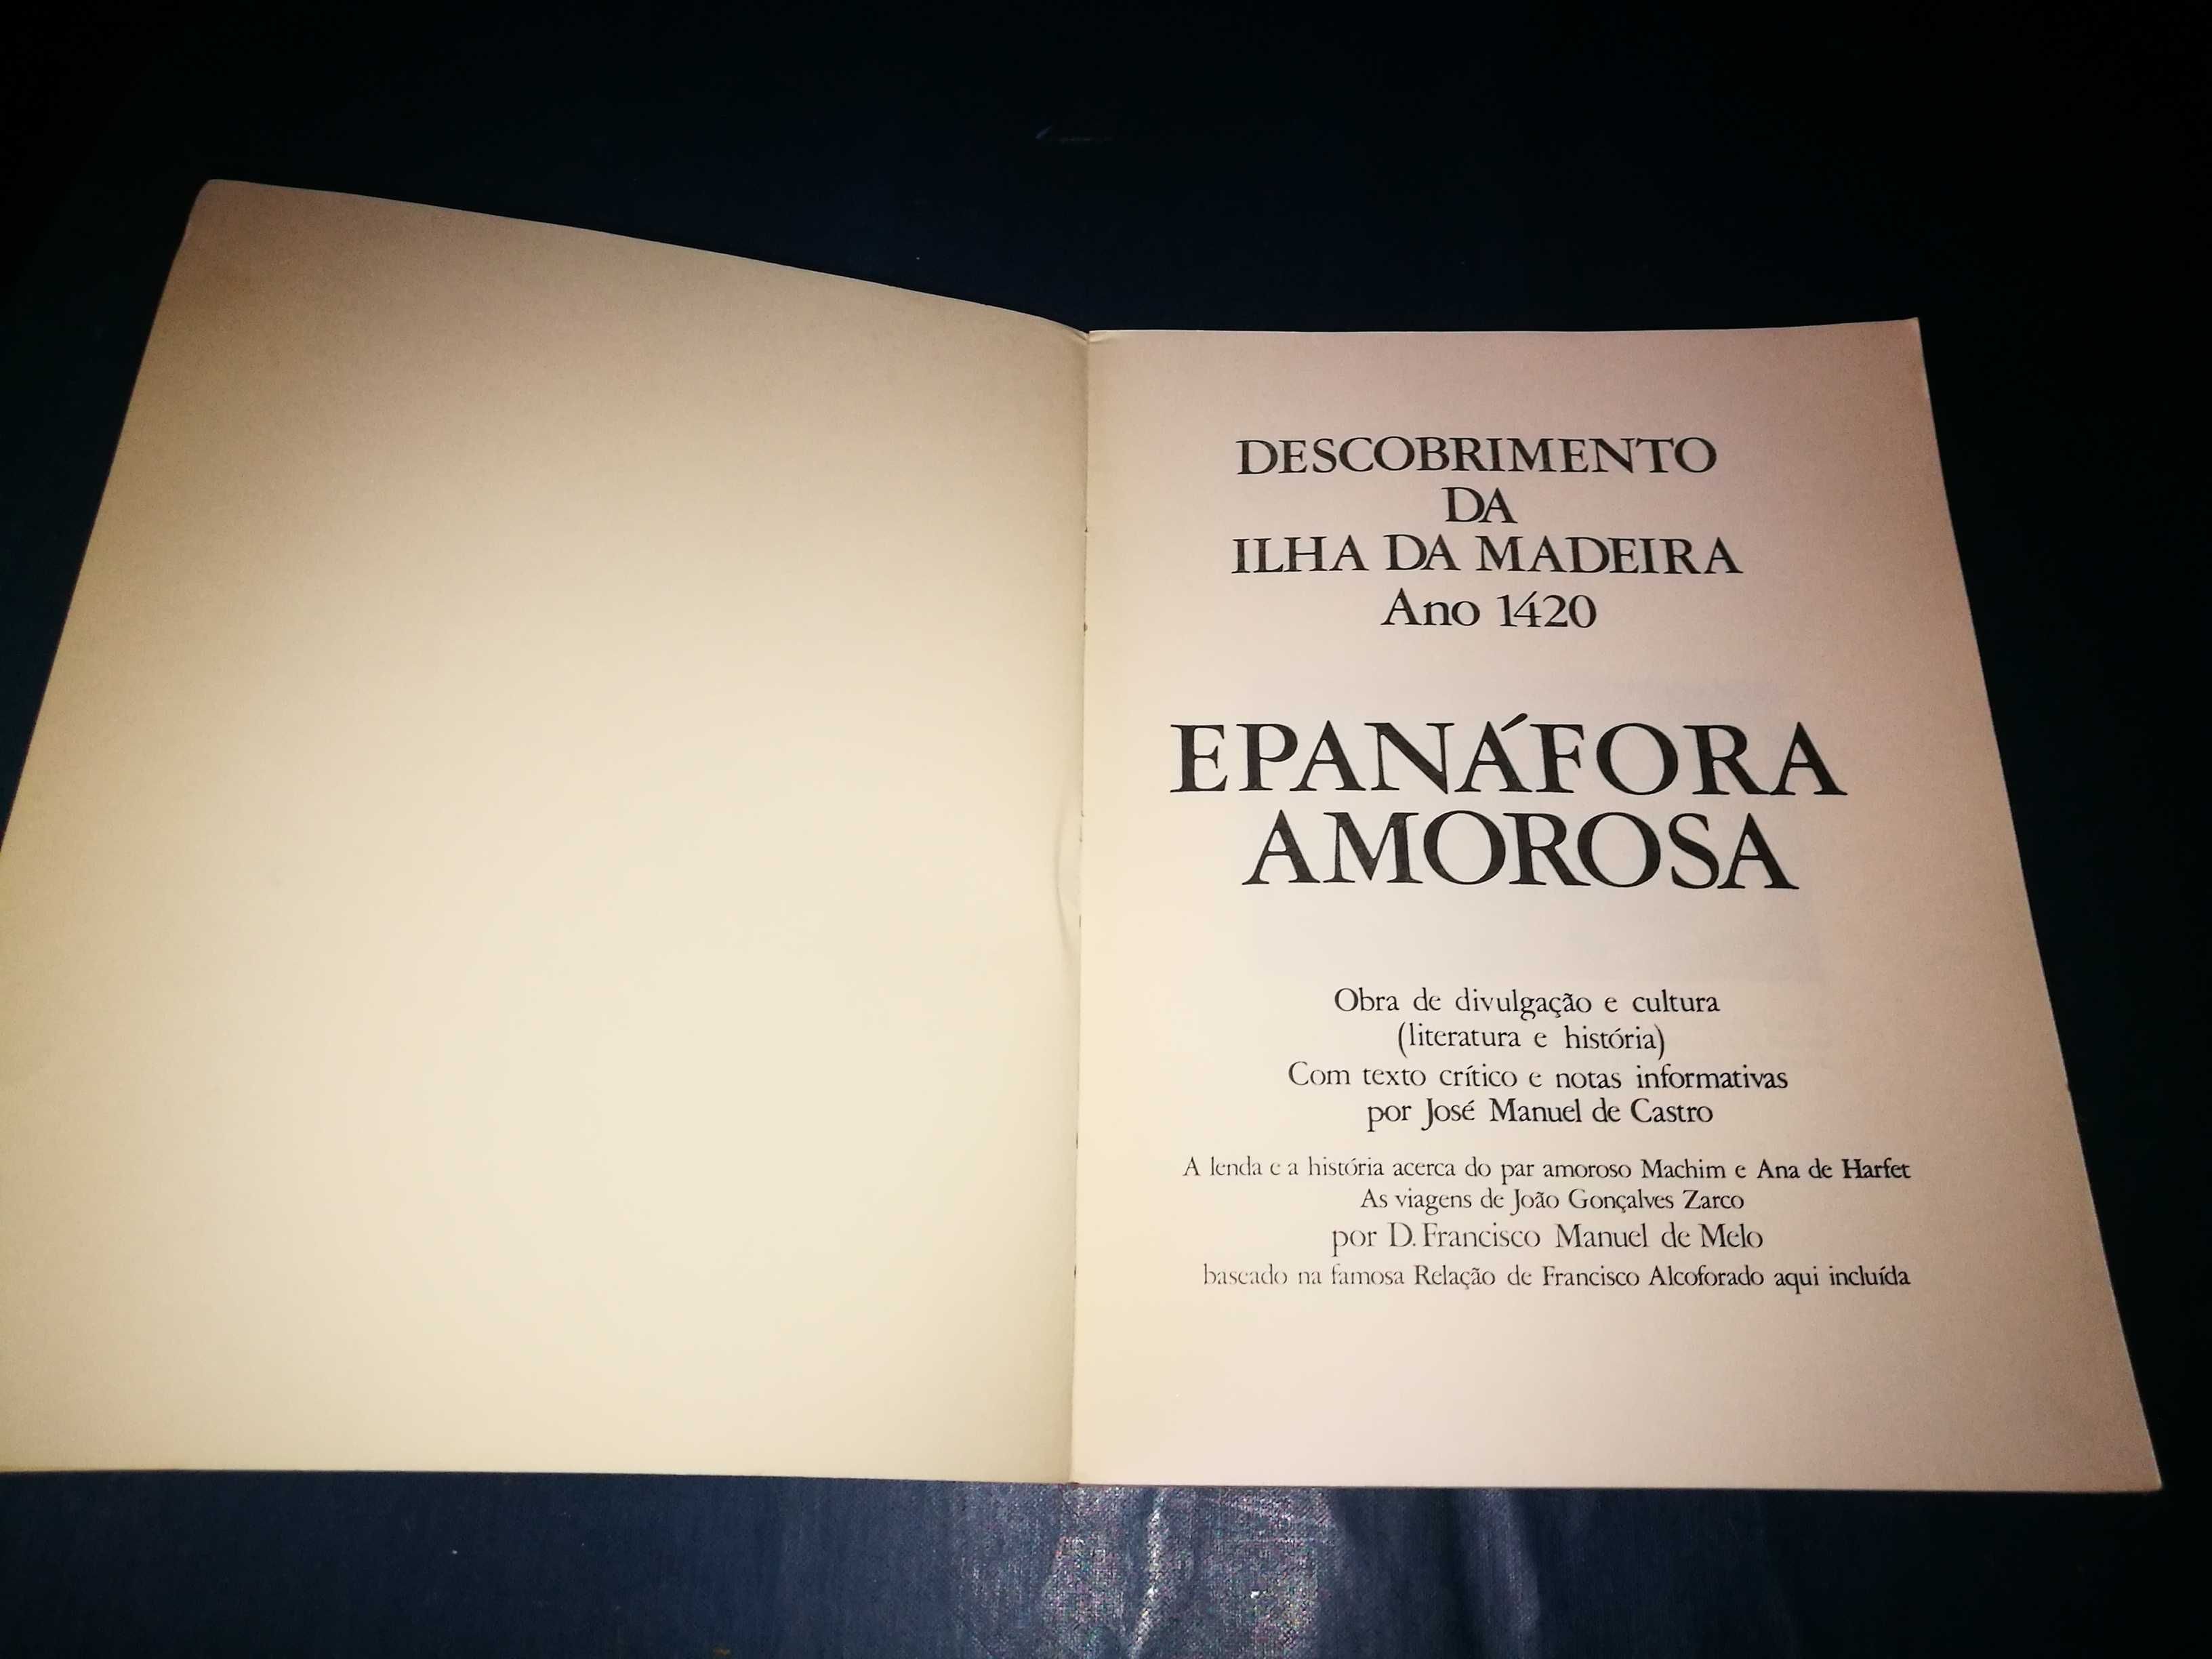 DESCOBRIMENTO
DA
ILHA DA MADEIRA
Ano 1420
EPANÁFORA
AMOROSA
Obra de divulgação e cultura
(literatura e história)
Com texto crítico e notas informativas
por José Manuel de Castro
A lenda e a história acerca do par amoroso Machim e Ana de Harfet
As viagens de João Gonçalves Zarco
por D. Francisco Manuel de Melo
baseado na famosa Relação de Francisco Alcoforado aqui incluída